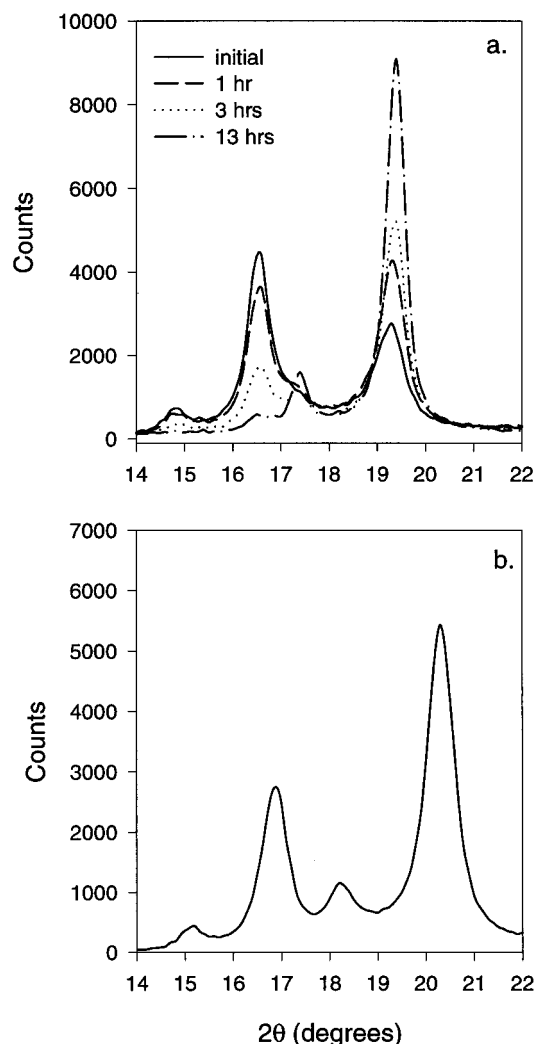 10000
8000
6000
4000
2000
0
Counts
a.
initial
1 hr
3 hrs
13 hrs
14 15 16 17 18 19 20 21 22
7000
6000
5000
4000
3000
2000
1000
0
Counts
b.
14 15 16 17 18 19 20 21 22
2θ (degrees)